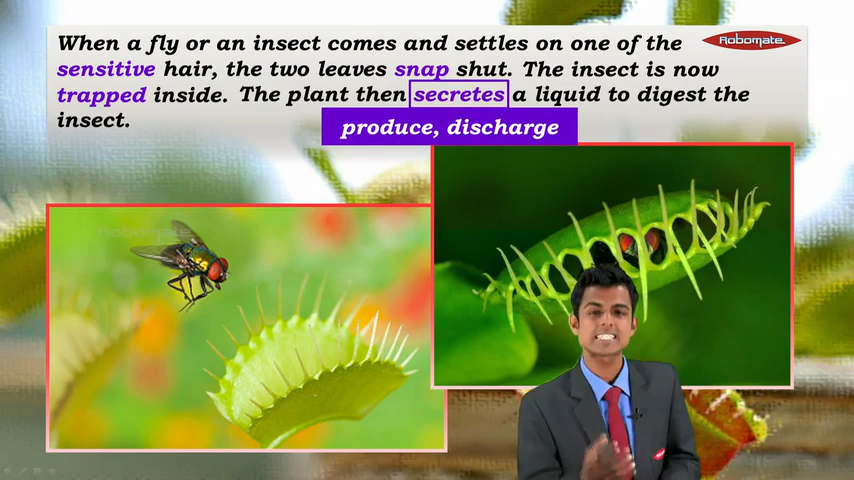 When a fly or an insect comes and settles on one of the
sensitive hair, the two leaves snap shut. The insect is now
trapped inside. The plant then secretes a liquid to digest the
insect.
produce, discharge
Robomate
Robomate